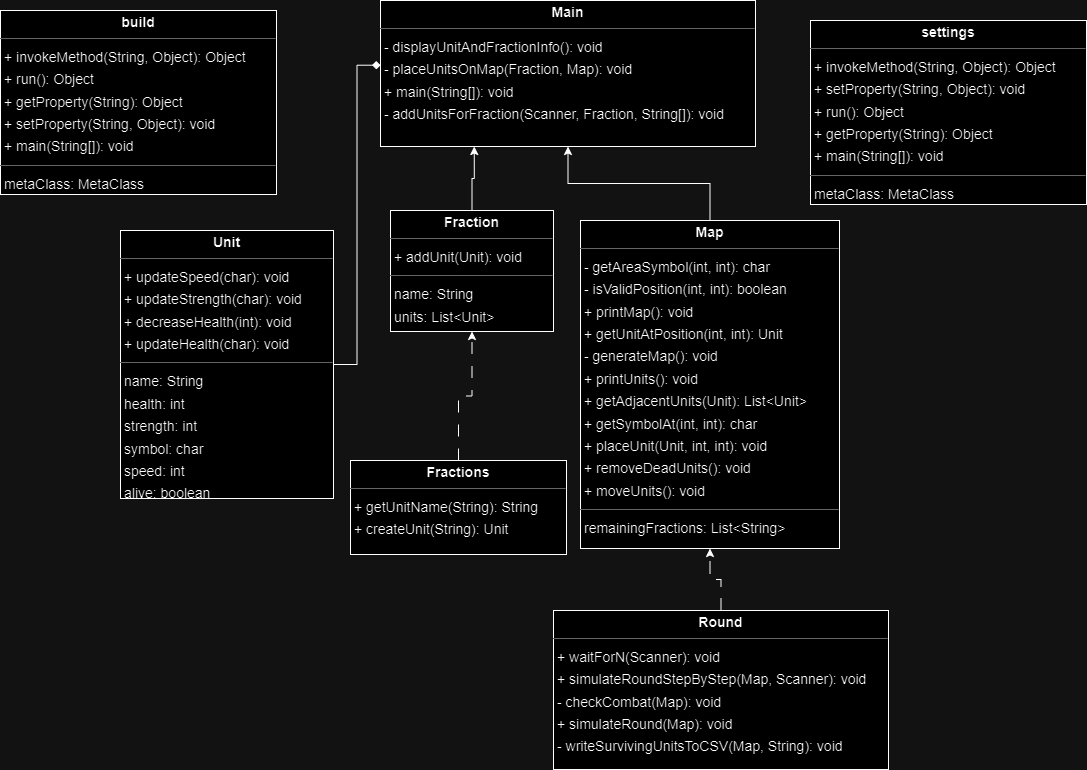 build
+ invokeMethod(String, Object): Object
+ run(): Object
+ getProperty(String): Object
+ setProperty(String, Object): void
+ main(String[]): void
metaClass: MetaClass
Main
- displayUnitAndFractionInfo(): void
- placeUnitsOnMap(Fraction, Map): void
+ main(String[]): void
- addUnitsForFraction(Scanner, Fraction, String[]): void
settings
+ invokeMethod(String, Object): Object
+ setProperty(String, Object): void
+ run(): Object
+ getProperty(String): Object
+ main(String[]): void
metaClass: MetaClass
Unit
+ updateSpeed(char): void
+ updateStrength(char): void
+ decreaseHealth(int): void
+ updateHealth(char): void
name: String
health: int
strength: int
symbol: char
speed: int
alive: boolean
Fraction
+ addUnit(Unit): void
name: String
units: List<Unit>
Map
- getAreaSymbol(int, int): char
- isValidPosition(int, int): boolean
+ printMap(): void
+ getUnitAtPosition(int, int): Unit
- generateMap(): void
+ printUnits(): void
+ getAdjacentUnits(Unit): List<Unit>
+ getSymbolAt(int, int): char
+ placeUnit(Unit, int, int): void
+ removeDeadUnits(): void
+ moveUnits(): void
remainingFractions: List<String>
Fractions
+ getUnitName(String): String
+ createUnit(String): Unit
Round
+ waitForN(Scanner): void
+ simulateRoundStepByStep(Map, Scanner): void
- checkCombat(Map): void
+ simulateRound(Map): void
- writeSurvivingUnitsToCSV(Map, String): void